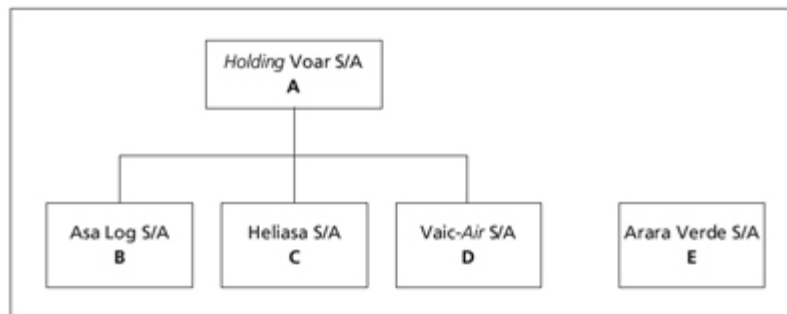 Holding Voar S/A
A
Asa Log S/A
B
Heliasa S/A
C
Vaic-Air S/A
D
Arara Verde S/A
E